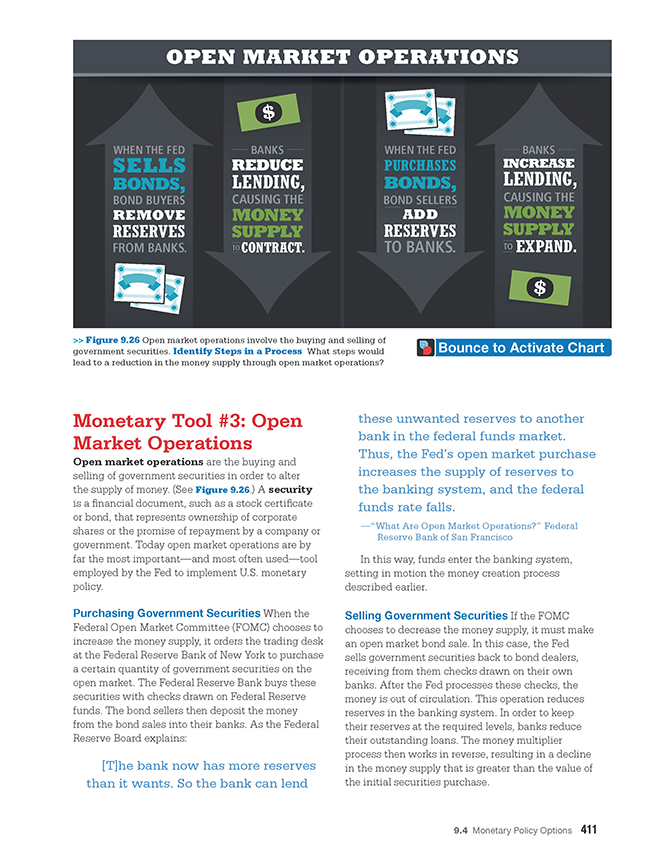 OPEN MARKET OPERATIONS
WHEN THE FED
SELLS
BONDS,
BOND BUYERS
REMOVE
RESERVES
FROM BANKS.
$
BANKS
REDUCE
LENDING,
CAUSING THE
MONEY
SUPPLY
TO CONTRACT.
WHEN THE FED
PURCHASES
BONDS,
BOND SELLERS
ADD
RESERVES
TO BANKS.
BANKS
INCREASE
LENDING,
CAUSING THE
MONEY
SUPPLY
TO EXPAND.
$
>> Figure 9.26 Open market operations involve the buying and selling of
government securities. Identify Steps in a Process What steps would
lead to a reduction in the money supply through open market operations?
Bounce to Activate Chart
Monetary Tool #3: Open
Market Operations
Open market operations are the buying and
selling of government securities in order to alter
the supply of money. (See Figure 9.26.) A security
is a financial document, such as a stock certificate
or bond, that represents ownership of corporate
shares or the promise of repayment by a company or
government. Today open market operations are by
far the most important—and most often used—tool
employed by the Fed to implement U.S. monetary
policy.
Purchasing Government Securities When the
Federal Open Market Committee (FOMC) chooses to
increase the money supply, it orders the trading desk
at the Federal Reserve Bank of New York to purchase
a certain quantity of government securities on the
open market. The Federal Reserve Bank buys these
securities with checks drawn on Federal Reserve
funds. The bond sellers then deposit the money
from the bond sales into their banks. As the Federal
Reserve Board explains:
[T]he bank now has more reserves
than it wants. So the bank can lend
these unwanted reserves to another
bank in the federal funds market.
Thus, the Fed's open market purchase
increases the supply of reserves to
the banking system, and the federal
funds rate falls.
—"What Are Open Market Operations?" Federal
Reserve Bank of San Francisco
In this way, funds enter the banking system,
setting in motion the money creation process
described earlier.
Selling Government Securities If the FOMC
chooses to decrease the money supply, it must make
an open market bond sale. In this case, the Fed
sells government securities back to bond dealers,
receiving from them checks drawn on their own
banks. After the Fed processes these checks, the
money is out of circulation. This operation reduces
reserves in the banking system. In order to keep
their reserves at the required levels, banks reduce
their outstanding loans. The money multiplier
process then works in reverse, resulting in a decline
in the money supply that is greater than the value of
the initial securities purchase.
9.4 Monetary Policy Options 411